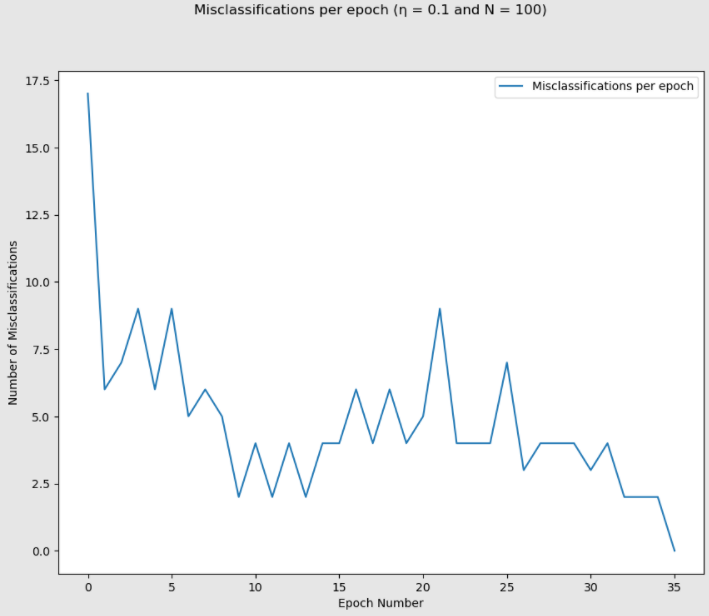 Misclassifications per epoch (η = 0.1 and N = 100)
Misclassifications per epoch
Number of Misclassifications
17.5
15.0
12.5
10.0
7.5
5.0
2.5
0.0
0 5 10 15 20 25 30 35
Epoch Number